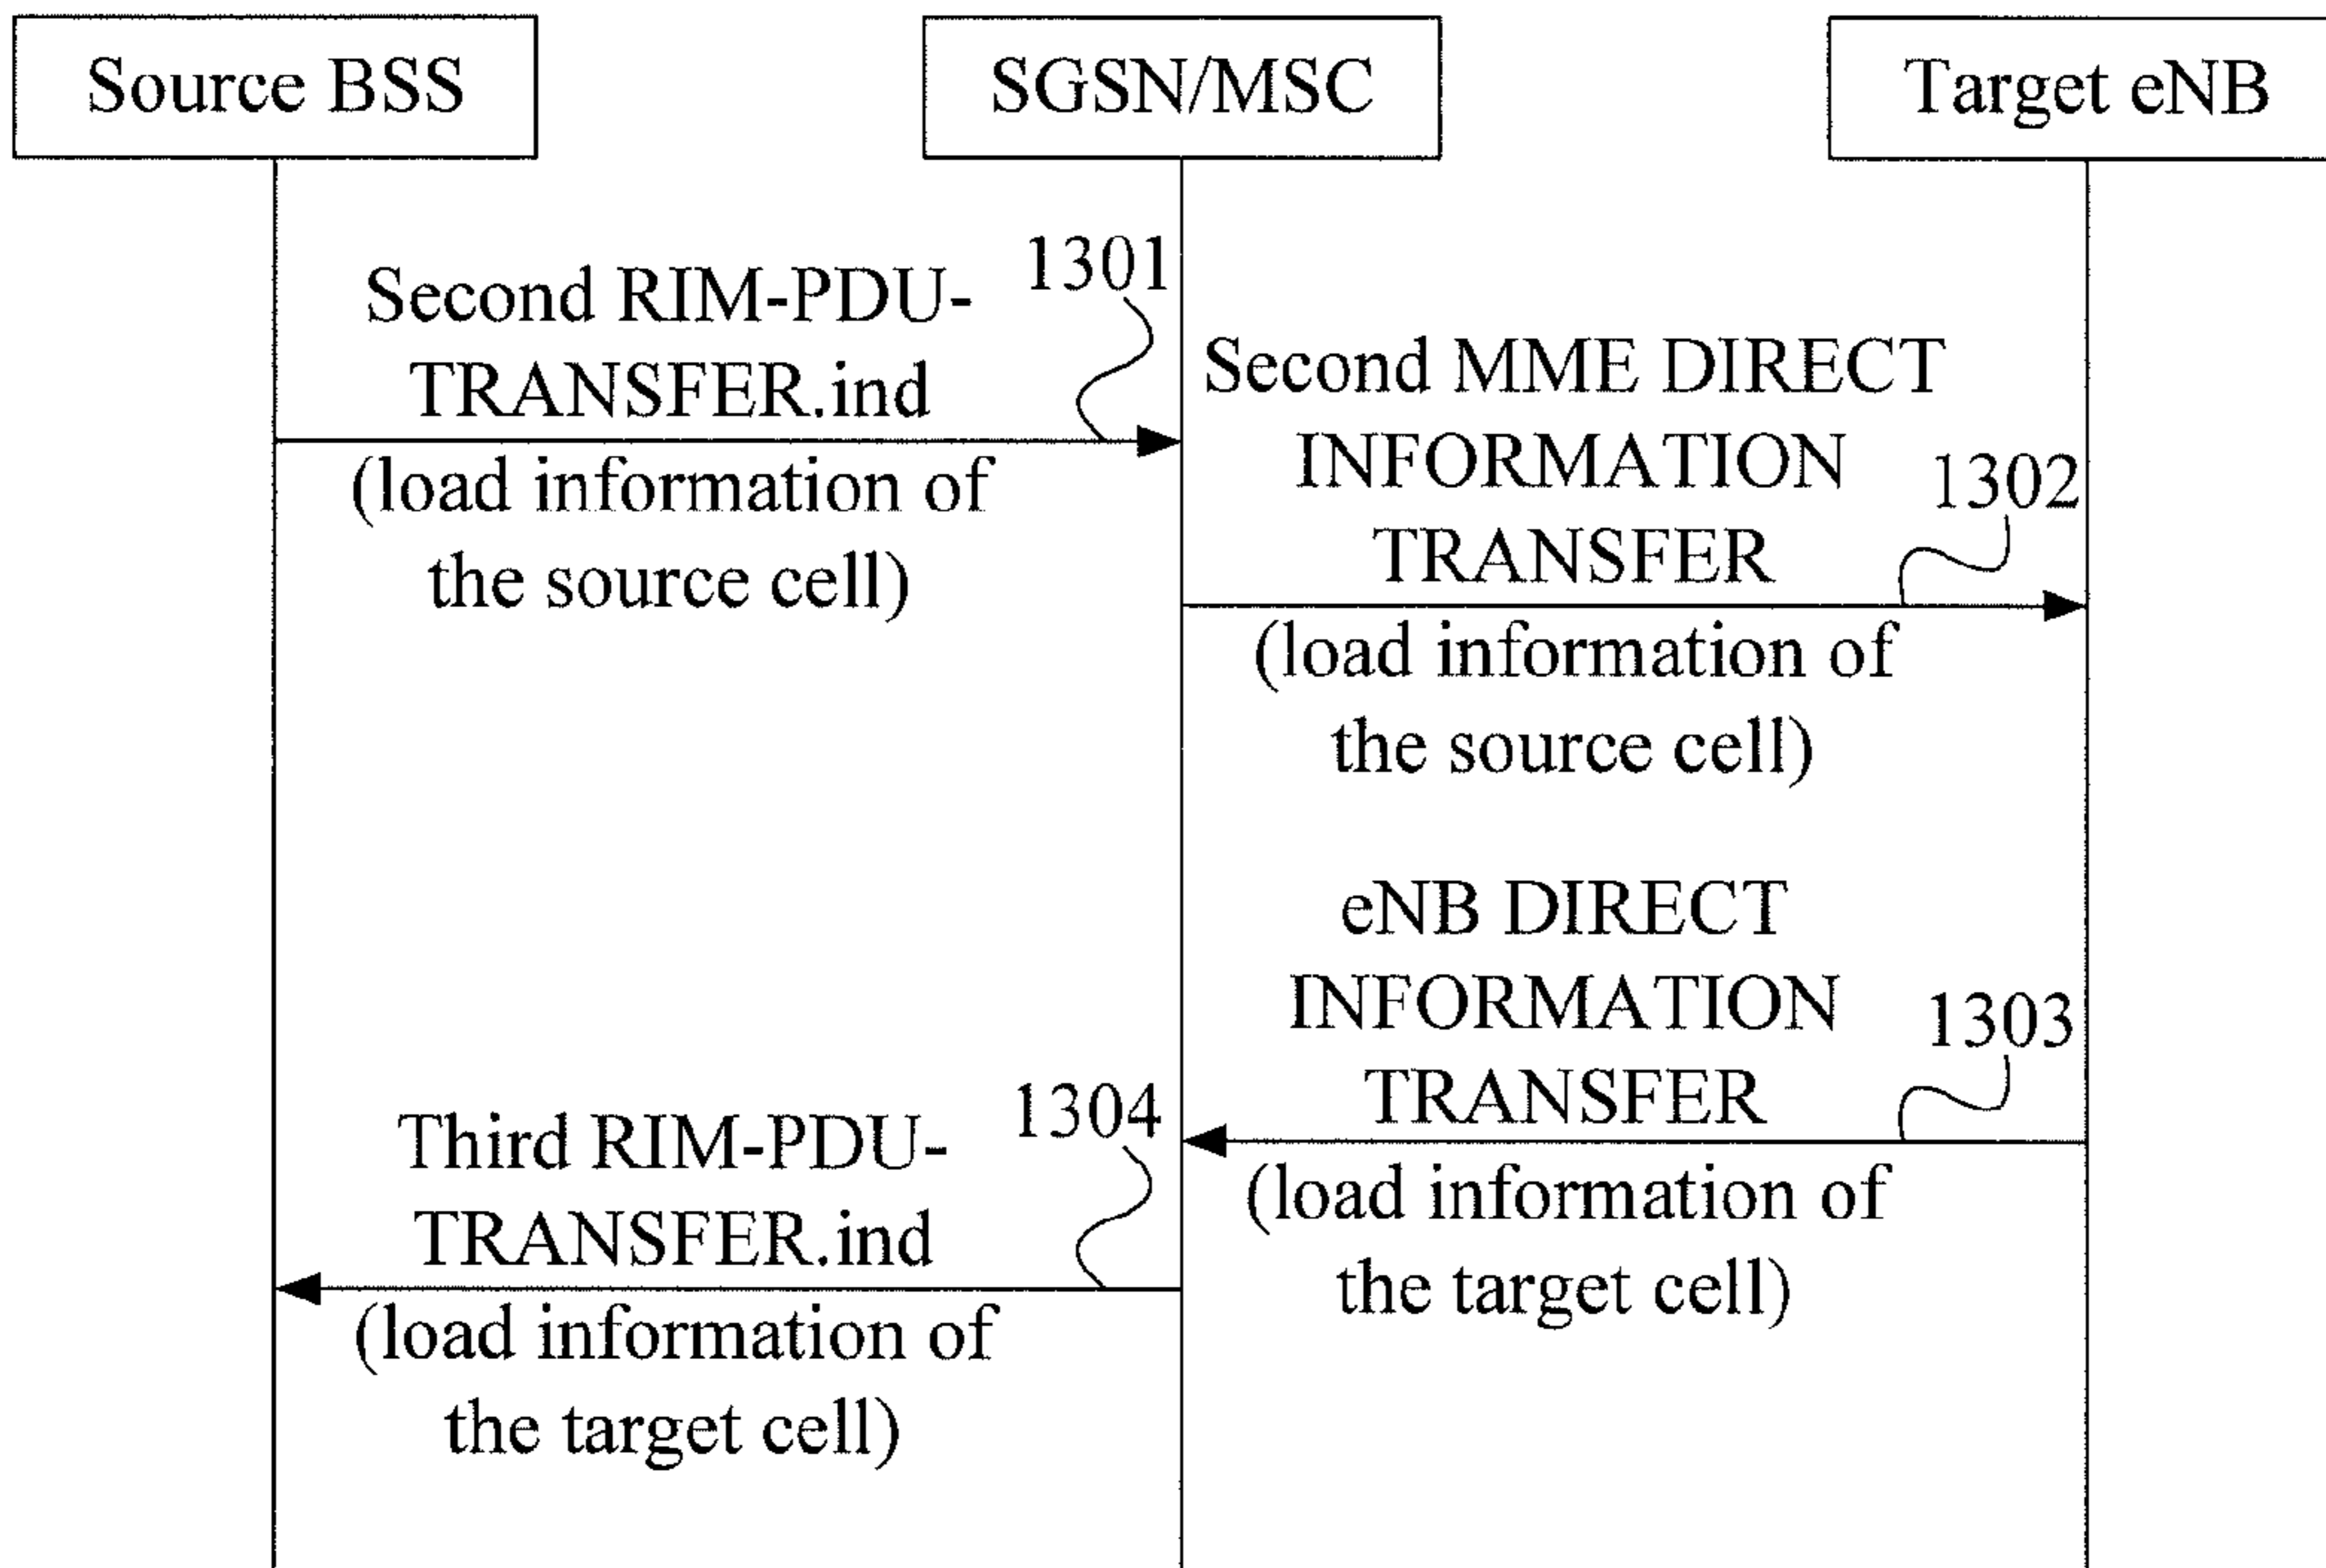 Source BSS
SGSN/MSC
Target eNB
Second RIM-PDU-
TRANSFER.ind
1301
(load information of
the source cell)
Second MME DIRECT
INFORMATION
TRANSFER
1302
(load information of
the source cell)
eNB DIRECT
INFORMATION
TRANSFER
1303
(load information of
the target cell)
Third RIM-PDU-
TRANSFER.ind
1304
(load information of
the target cell)